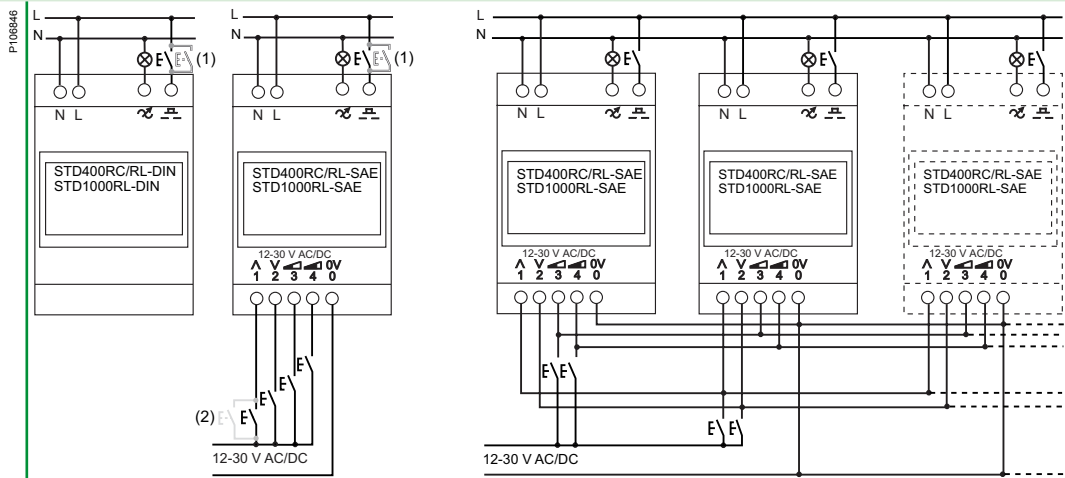 P106846
L
N
(1)
N L
STD400RC/RL-DIN
STD1000RL-DIN
L
N
(1)
N L
STD400RC/RL-SAE
STD1000RL-SAE
12-30 V AC/DC
0V
1 2 3 4 0
(2)
12-30 V AC/DC
L
N
N L
STD400RC/RL-SAE
STD1000RL-SAE
12-30 V AC/DC
0V
1 2 3 4 0
N L
STD400RC/RL-SAE
STD1000RL-SAE
12-30 V AC/DC
0V
1 2 3 4 0
N L
STD400RC/RL-SAE
STD1000RL-SAE
12-30 V AC/DC
0V
1 2 3 4 0
12-30 V AC/DC